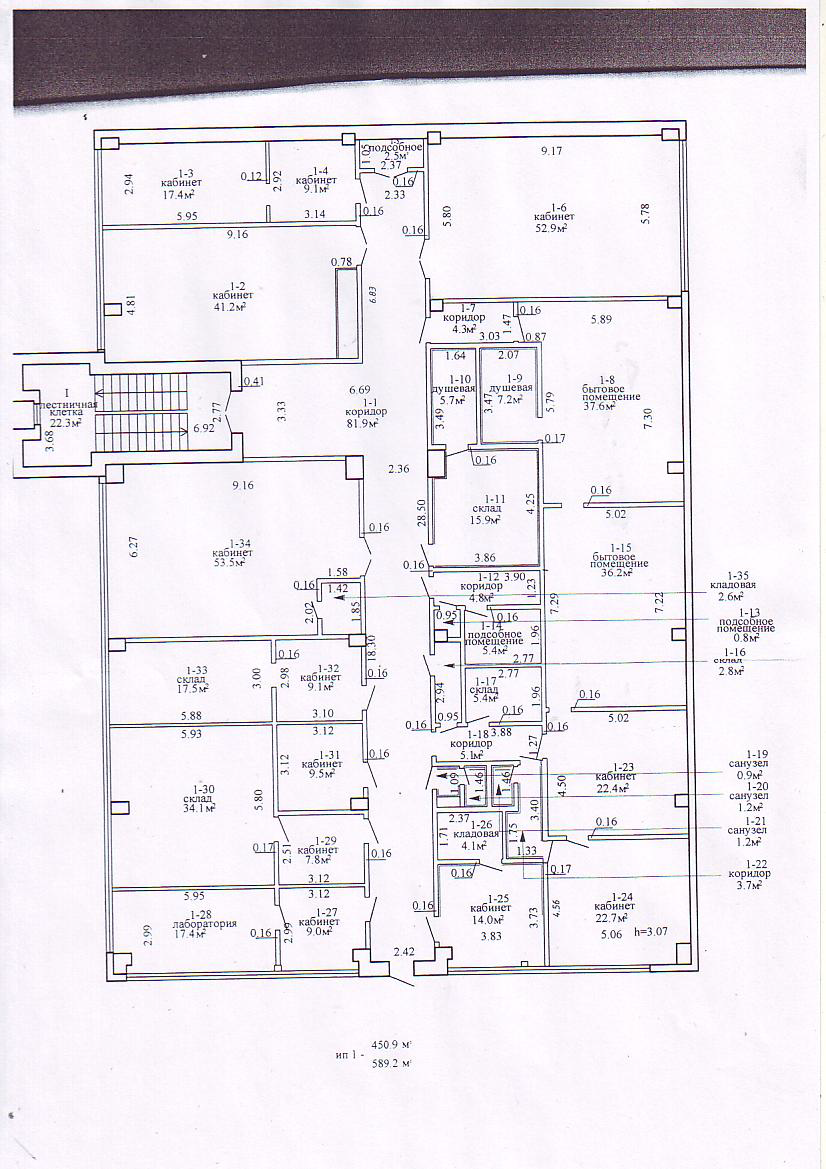 1.05
подсобное
2.5м²
2.37
0.16
2.33
0.16
0.16
1-3
кабинет
17.4м²
2.94
5.95
0.12
2.92
1-4
кабинет
9.1м²
3.14
9.17
5.80
1-6
кабинет
52.9м²
5.78
9.16
0.78
4.81
1-2
кабинет
41.2м²
6.83
1-7
коридор
4.3м²
3.03
1.47
0.16
0.87
5.89
1.64
1-10
душевая
5.7м²
3.49
2.07
1-9
душевая
7.2м²
3.47
5.79
0.17
1-8
бытовое
помещение
37.6м²
7.30
I
лестничная
клетка
22.3м²
3.68
6.92
2.77
0.41
3.33
6.69
1-1
коридор
81.9м²
2.36
28.50
0.16
1-11
склад
15.9м²
4.25
3.86
0.16
5.02
9.16
6.27
1-34
кабинет
53.5м²
0.16
1.58
0.16
1.42
2.02
1.85
18.30
0.16
1-12
3.90
коридор
4.8м²
1.23
1-15
бытовое
помещение
36.2м²
7.29
7.22
0.95
0.16
1-14
подсобное
помещение
5.4м²
1.96
2.77
1-35
кладовая
2.6м²
1-13
подсобное
помещение
0.8м²
1-16
склад
2.8м²
1-33
склад
17.5м²
5.88
3.00
0.16
2.98
1-32
кабинет
9.1м²
3.10
0.16
2.77
1-17
склад
5.4м²
1.96
2.94
0.95
0.16
0.16
0.16
5.02
0.16
5.93
1-30
склад
34.1м²
5.80
3.12
3.12
1-31
кабинет
9.5м²
0.16
1-18
3.88
коридор
5.1м²
1.27
1.09
1.46
1.46
4.50
1-23
кабинет
22.4м²
0.16
1-19
санузел
0.9м²
1-20
санузел
1.2м²
1-21
санузел
1.2м²
1-22
коридор
3.7м²
0.17
2.51
1-29
кабинет
7.8м²
3.12
0.16
2.37
1.71
1-26
кладовая
4.1м²
1.75
3.40
1.33
0.16
0.17
5.95
1-28
лаборатория
17.4м²
2.99
0.16
3.12
2.99
1-27
кабинет
9.0м²
0.16
1-25
кабинет
14.0м²
3.83
3.73
4.56
1-24
кабинет
22.7м²
5.06
h=3.07
2.42
450.9 м²
ип 1 -
589.2 м²